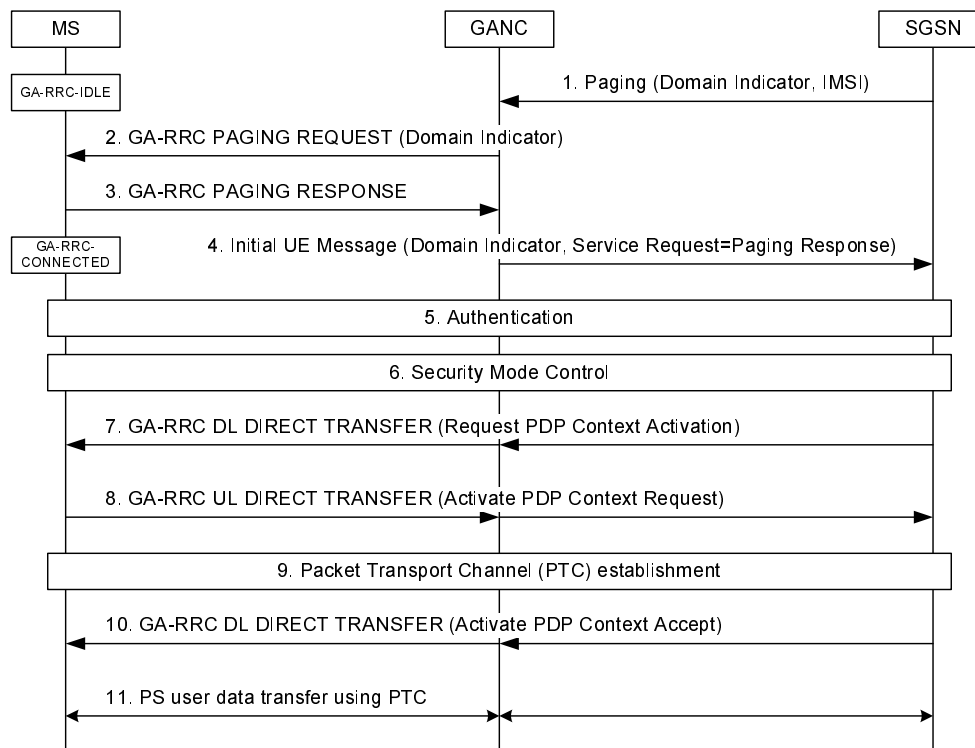 MS
GANC
SGSN
GA-RRC-IDLE
1. Paging (Domain Indicator, IMSI)
2. GA-RRC PAGING REQUEST (Domain Indicator)
3. GA-RRC PAGING RESPONSE
GA-RRC-
CONNECTED
4. Initial UE Message (Domain Indicator, Service Request=Paging Response)
5. Authentication
6. Security Mode Control
7. GA-RRC DL DIRECT TRANSFER (Request PDP Context Activation)
8. GA-RRC UL DIRECT TRANSFER (Activate PDP Context Request)
9. Packet Transport Channel (PTC) establishment
10. GA-RRC DL DIRECT TRANSFER (Activate PDP Context Accept)
11. PS user data transfer using PTC